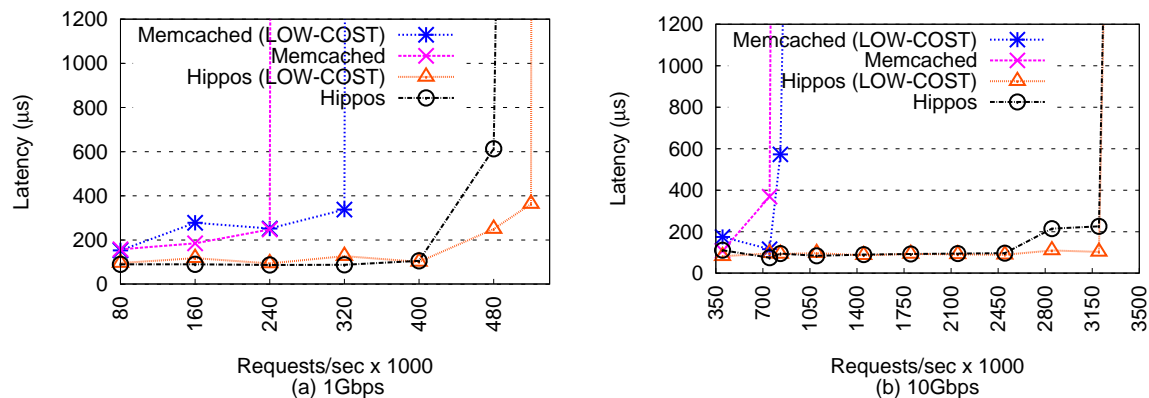 1200
1000
800
600
400
200
0
Latency (µs)
Memcached (LOW-COST)
Memcached
Hippos (LOW-COST)
Hippos
80
160
240
320
400
480
Requests/sec x 1000
(a) 1Gbps
1200
1000
800
600
400
200
0
Latency (µs)
Memcached (LOW-COST)
Memcached
Hippos (LOW-COST)
Hippos
350
700
1050
1400
1750
2100
2450
2800
3150
3500
Requests/sec x 1000
(b) 10Gbps